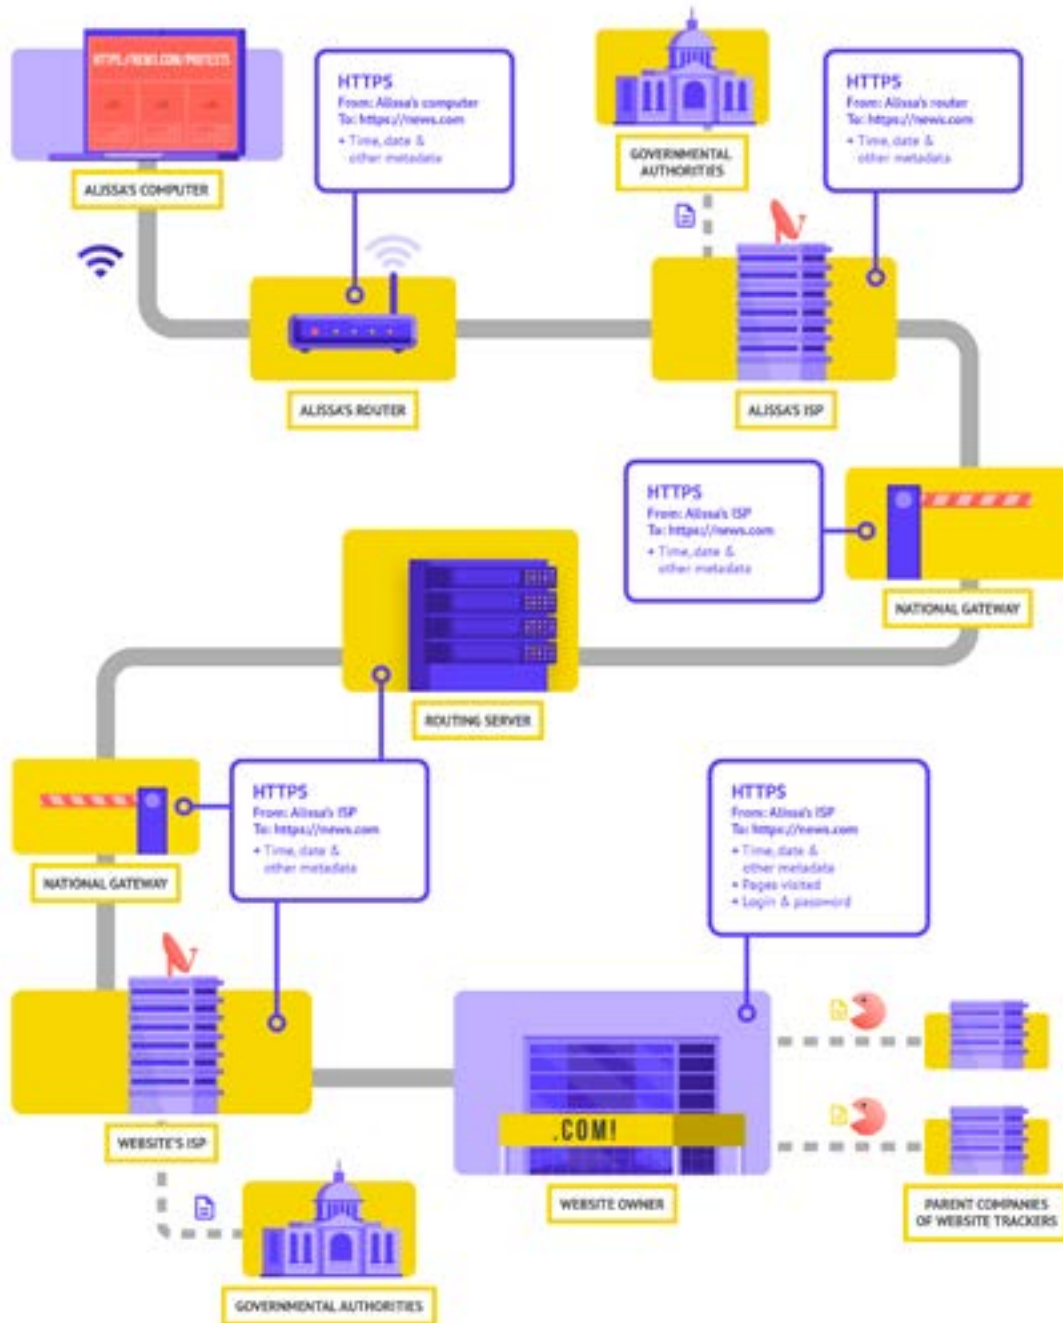 HTTPS://NEWS.COM/PROTESTS
ALISSA'S COMPUTER
HTTPS
From: Alissa's computer
To: https://news.com
+ Time, date &
other metadata
GOVERNMENTAL
AUTHORITIES
HTTPS
From: Alissa's router
To: https://news.com
+ Time, date &
other metadata
ALISSA'S ROUTER
ALISSA'S ISP
HTTPS
From: Alissa's ISP
To: https://news.com
+ Time, date &
other metadata
NATIONAL GATEWAY
ROUTING SERVER
HTTPS
From: Alissa's ISP
To: https://news.com
+ Time, date &
other metadata
NATIONAL GATEWAY
HTTPS
From: Alissa's ISP
To: https://news.com
+ Time, date &
other metadata
+ Pages visited
+ Login & password
WEBSITE'S ISP
.COM!
WEBSITE OWNER
PARENT COMPANIES
OF WEBSITE TRACKERS
GOVERNMENTAL AUTHORITIES